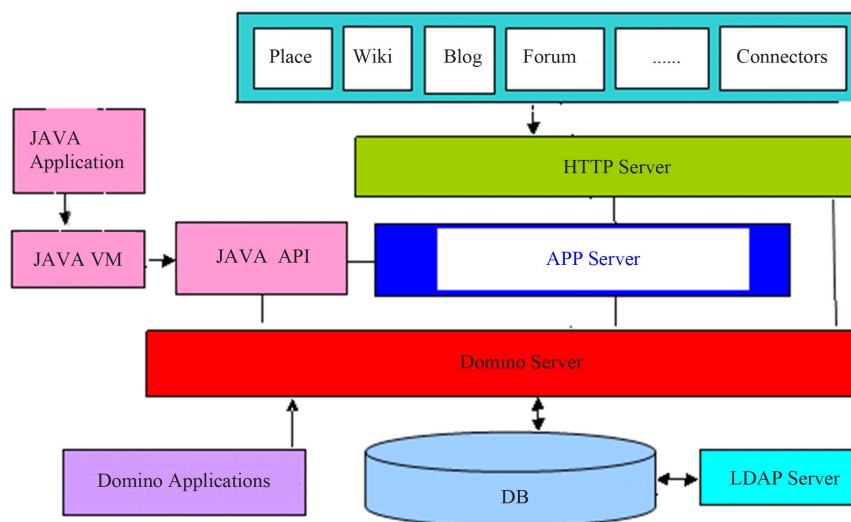 Place
Wiki
Blog
Forum
......
Connectors
JAVA
Application
HTTP Server
JAVA VM
JAVA API
APP Server
Domino Server
Domino Applications
DB
LDAP Server